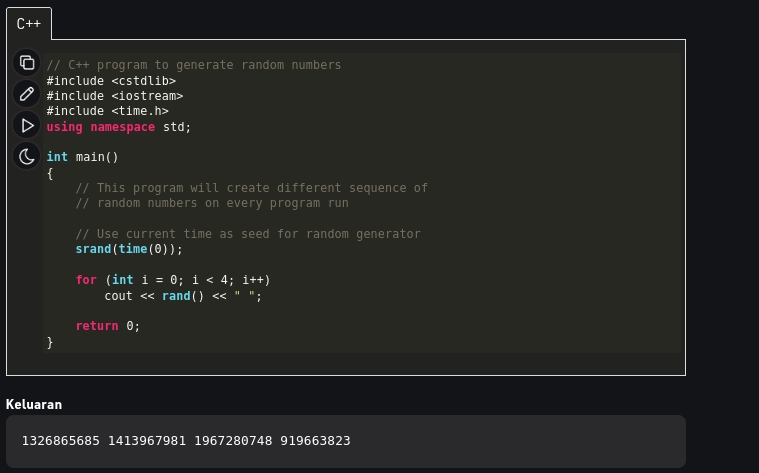 C++
// C++ program to generate random numbers
#include <cstdlib>
#include <iostream>
#include <time.h>
using namespace std;
int main()
{
// This program will create different sequence of
// random numbers on every program run
// Use current time as seed for random generator
srand(time(0));
for (int i = 0; i < 4; i++)
cout << rand() << " ";
return 0;
}
Keluaran
1326865685 1413967981 1967280748 919663823